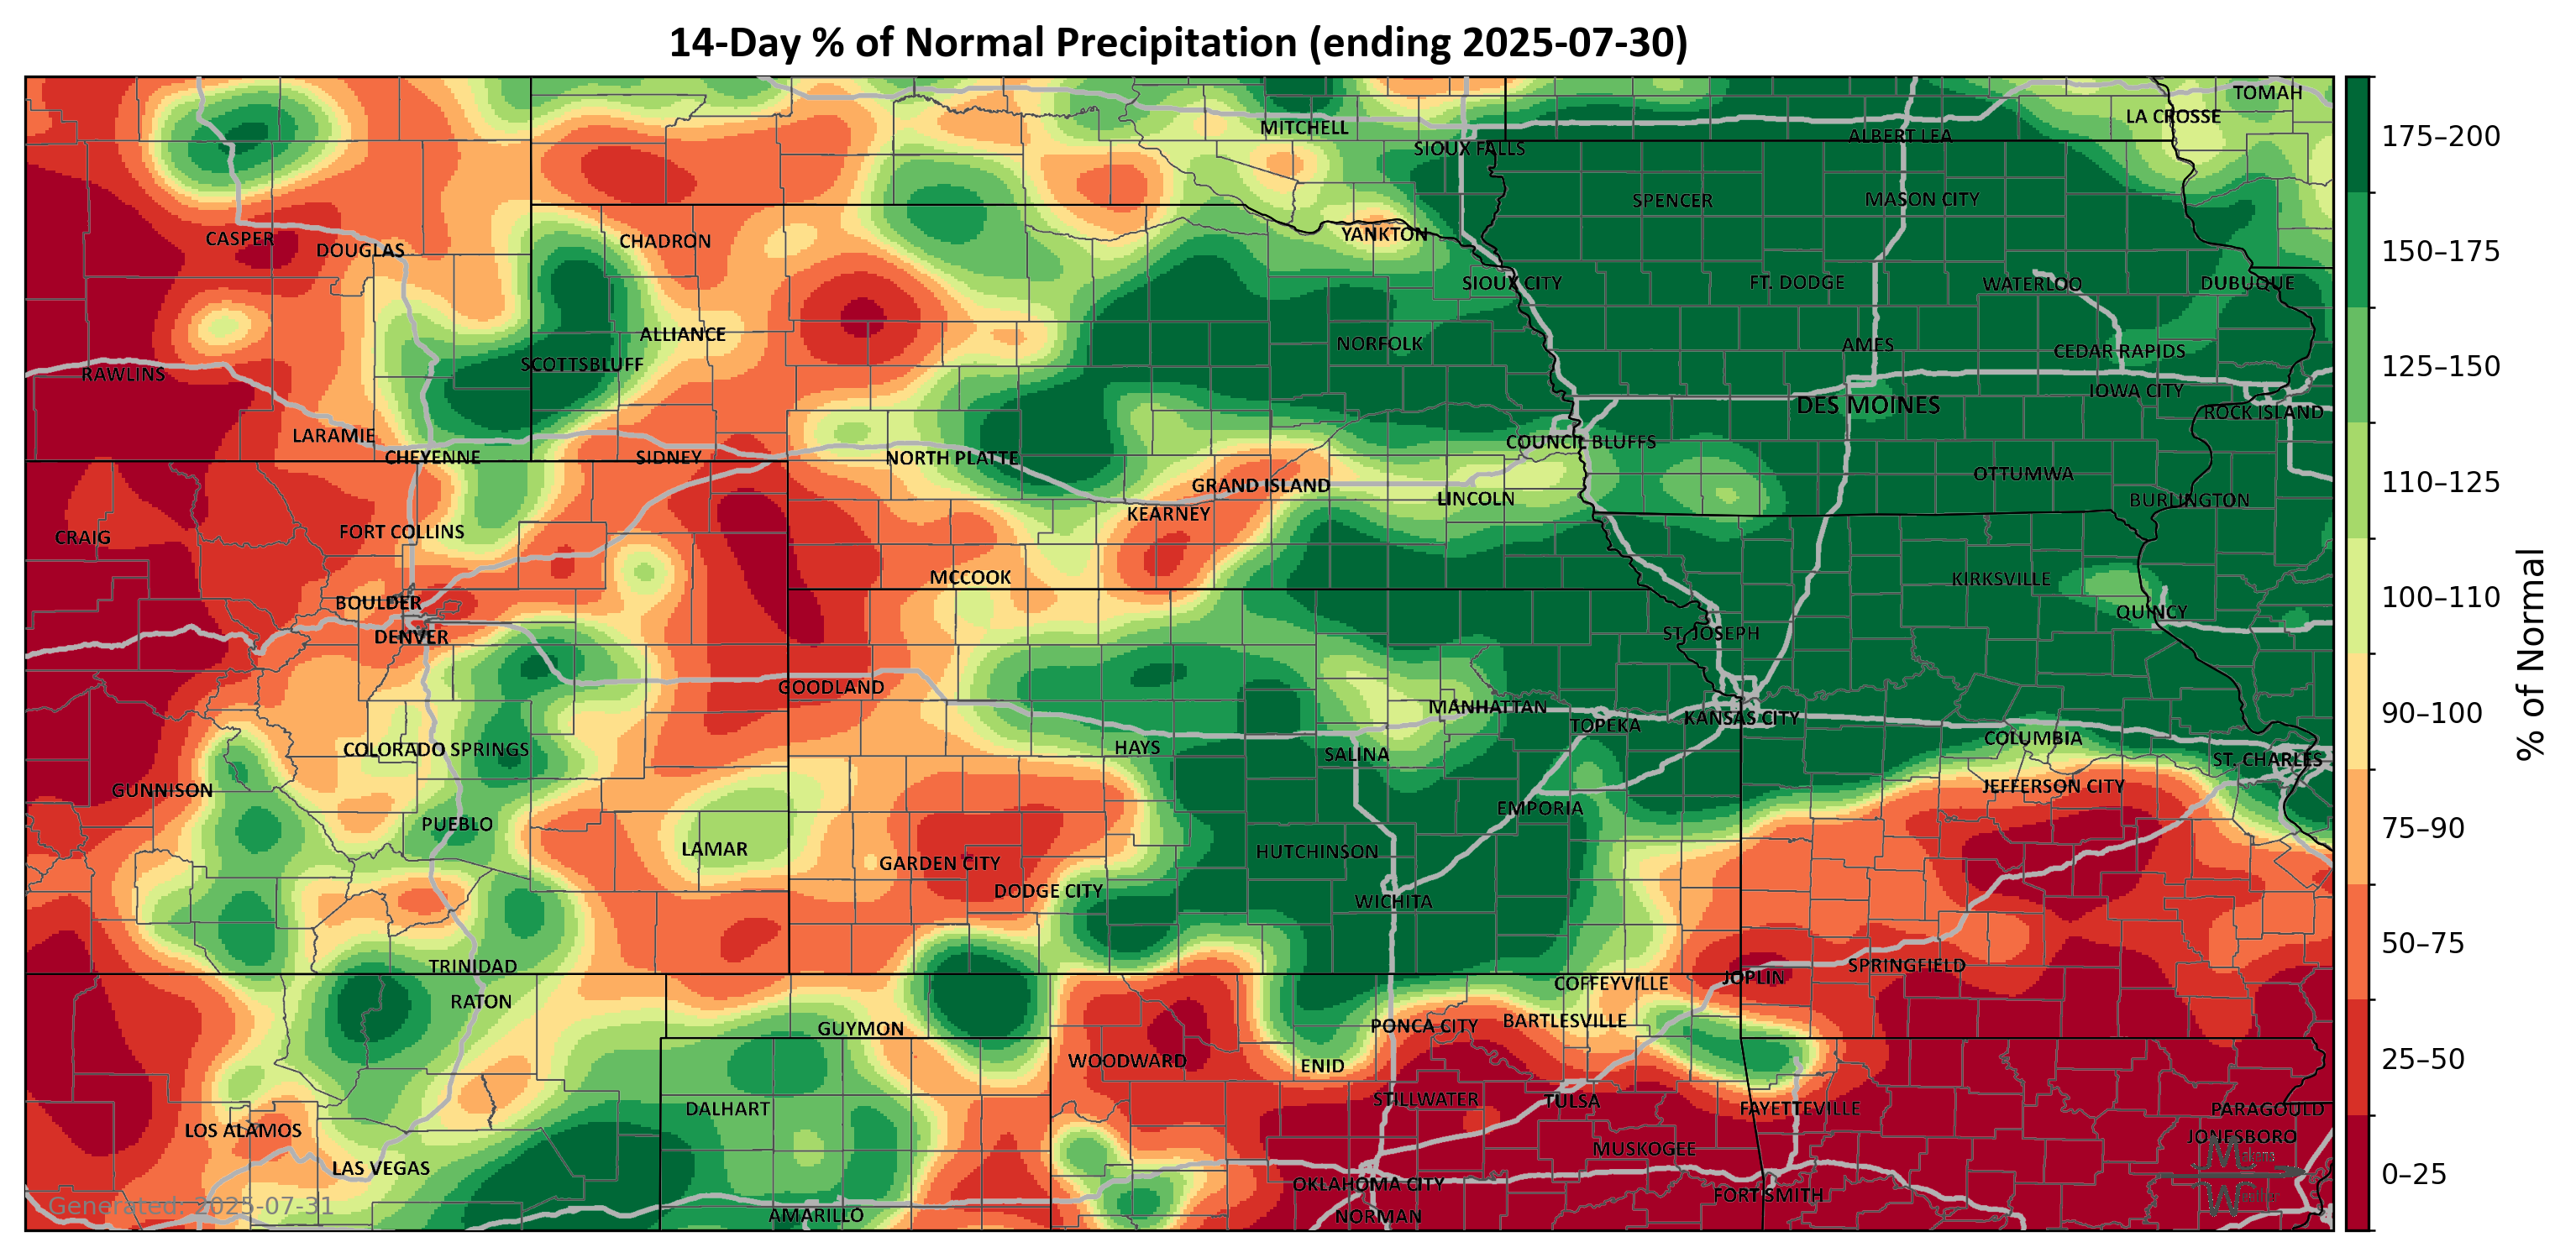 14-Day % of Normal Precipitation (ending 2025-07-30)
TOMAH
LA CROSSE
MITCHELL
ALBERT LEA
SIOUX FALLS
SPENCER
MASON CITY
CASPER
DOUGLAS
CHADRON
YANKTON
SIOUX CITY
FT. DODGE
WATERLOO
DUBUQUE
ALLIANCE
NORFOLK
AMES
CEDAR RAPIDS
SCOTTSBLUFF
RAWLINS
IOWA CITY
DES MOINES
ROCK ISLAND
LARAMIE
COUNCIL BLUFFS
CHEYENNE
SIDNEY
NORTH PLATTE
OTTUMWA
GRAND ISLAND
LINCOLN
BURLINGTON
KEARNEY
FORT COLLINS
CRAIG
MCCOOK
KIRKSVILLE
BOULDER
QUINCY
DENVER
ST. JOSEPH
GOODLAND
MANHATTAN
TOPEKA
KANSAS CITY
COLUMBIA
COLORADO SPRINGS
HAYS
SALINA
ST. CHARLES
GUNNISON
JEFFERSON CITY
EMPORIA
PUEBLO
LAMAR
HUTCHINSON
GARDEN CITY
DODGE CITY
WICHITA
TRINIDAD
SPRINGFIELD
JOPLIN
COFFEYVILLE
RATON
GUYMON
PONCA CITY
BARTLESVILLE
WOODWARD
ENID
STILLWATER
TULSA
DALHART
FAYETTEVILLE
PARAGOULD
LOS ALAMOS
JONESBORO
MUSKOGEE
LAS VEGAS
OKLAHOMA CITY
FORT SMITH
AMARILLO
NORMAN
Generated: 2025-07-31
175–200
150–175
125–150
110–125
100–110
90–100
75–90
50–75
25–50
0–25
% of Normal